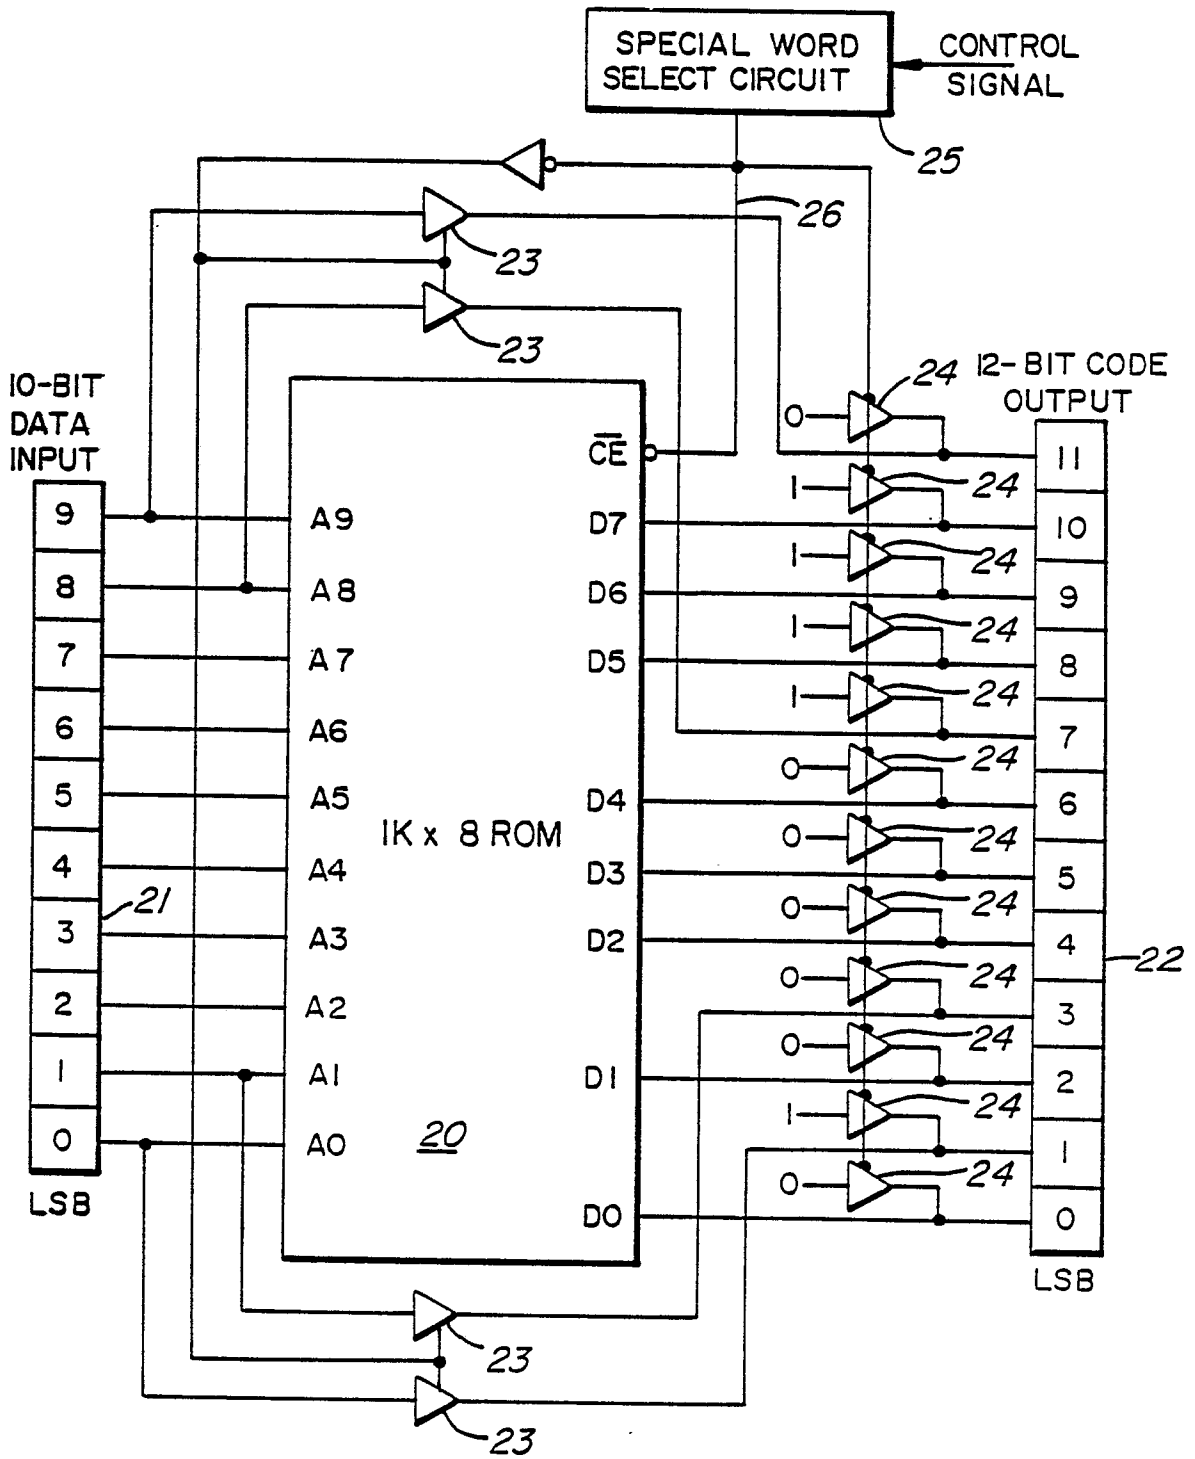 SPECIAL WORD
SELECT CIRCUIT
CONTROL
SIGNAL
25
26
23
23
10-BIT
DATA
INPUT
24
12-BIT CODE
OUTPUT
9
8
7
6
5
4
3
2
1
0
LSB
21
A9
A8
A7
A6
A5
A4
A3
A2
A1
A0
1K x 8 ROM
20
C̅E̅
D7
D6
D5
D4
D3
D2
D1
D0
0
1
1
1
1
0
0
0
0
0
1
0
24
24
24
24
24
24
24
24
24
24
24
11
10
9
8
7
6
5
4
3
2
1
0
LSB
22
23
23